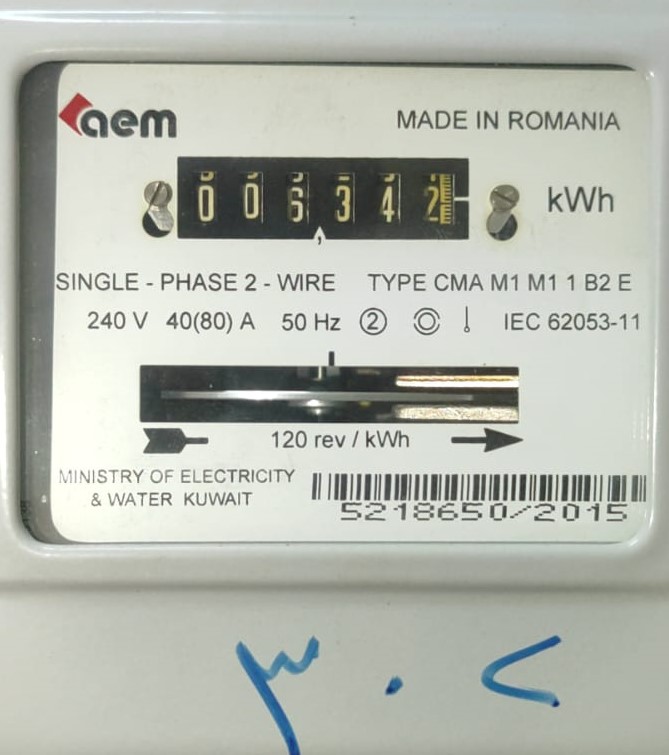 aem
MADE IN ROMANIA
006342 kWh
,
SINGLE - PHASE 2 - WIRE TYPE CMA M1 M1 1 B2 E
240 V 40(80) A 50 Hz ② IEC 62053-11
120 rev / kWh
MINISTRY OF ELECTRICITY
& WATER KUWAIT
5218650/2015